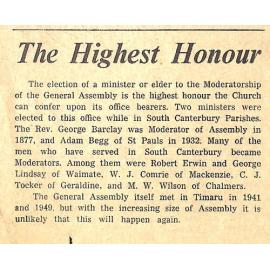 The Highest Honour
The election of a minister or elder to the Moderatorship
of the General Assembly is the highest honour the Church
can confer upon its office bearers. Two ministers were
elected to this office while in South Canterbury Parishes.
The Rev. George Barclay was Moderator of Assembly in
1877, and Adam Begg of St Pauls in 1932. Many of the
men who have served in South Canterbury became
Moderators. Among them were Robert Erwin and George
Lindsay of Waimate, W. J. Comrie of Mackenzie, C. J.
Tocker of Geraldine, and M. W. Wilson of Chalmers.
The General Assembly itself met in Timaru in 1941
and 1949, but with the increasing size of Assembly it is
unlikely that this will happen again.